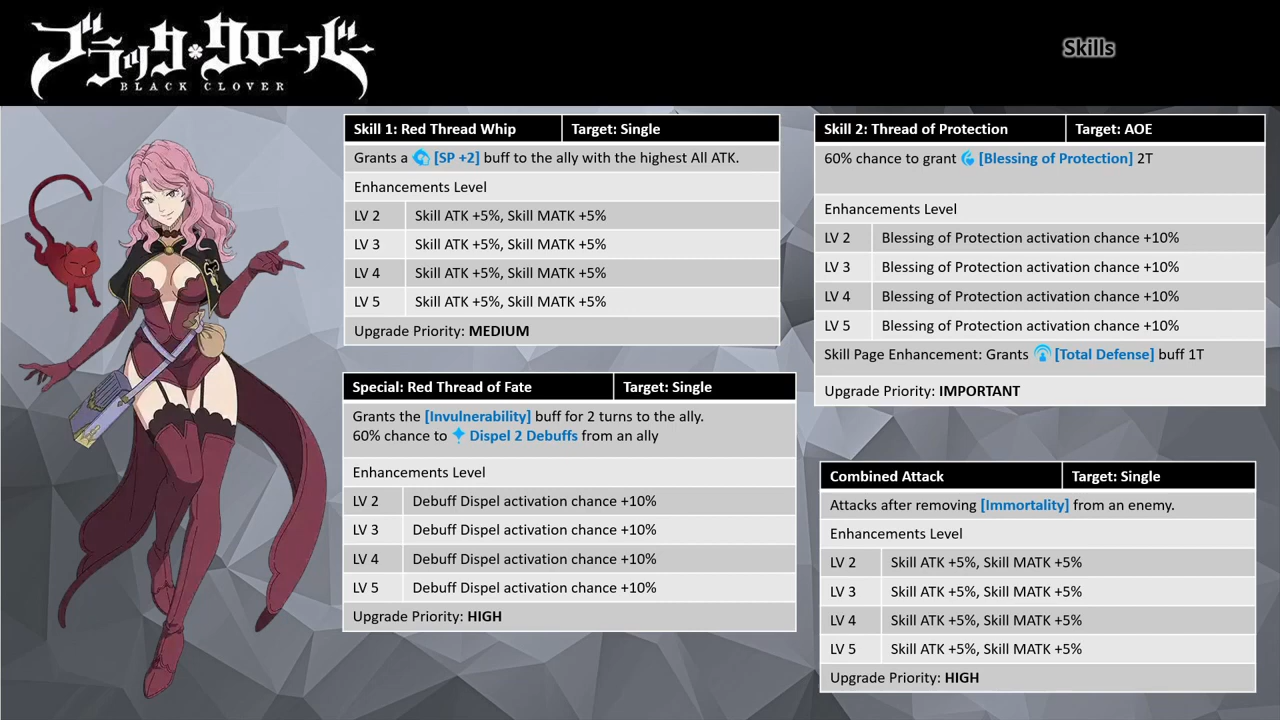 ブラック・クローバー
BLACK CLOVER
Skills
Skill 1: Red Thread Whip Target: Single
Grants a [SP +2] buff to the ally with the highest All ATK.
Enhancements Level
LV 2 Skill ATK +5%, Skill MATK +5%
LV 3 Skill ATK +5%, Skill MATK +5%
LV 4 Skill ATK +5%, Skill MATK +5%
LV 5 Skill ATK +5%, Skill MATK +5%
Upgrade Priority: MEDIUM
Special: Red Thread of Fate Target: Single
Grants the [Invulnerability] buff for 2 turns to the ally.
60% chance to Dispel 2 Debuffs from an ally
Enhancements Level
LV 2 Debuff Dispel activation chance +10%
LV 3 Debuff Dispel activation chance +10%
LV 4 Debuff Dispel activation chance +10%
LV 5 Debuff Dispel activation chance +10%
Upgrade Priority: HIGH
Skill 2: Thread of Protection Target: AOE
60% chance to grant [Blessing of Protection] 2T
Enhancements Level
LV 2 Blessing of Protection activation chance +10%
LV 3 Blessing of Protection activation chance +10%
LV 4 Blessing of Protection activation chance +10%
LV 5 Blessing of Protection activation chance +10%
Skill Page Enhancement: Grants [Total Defense] buff 1T
Upgrade Priority: IMPORTANT
Combined Attack Target: Single
Attacks after removing [Immortality] from an enemy.
Enhancements Level
LV 2 Skill ATK +5%, Skill MATK +5%
LV 3 Skill ATK +5%, Skill MATK +5%
LV 4 Skill ATK +5%, Skill MATK +5%
LV 5 Skill ATK +5%, Skill MATK +5%
Upgrade Priority: HIGH